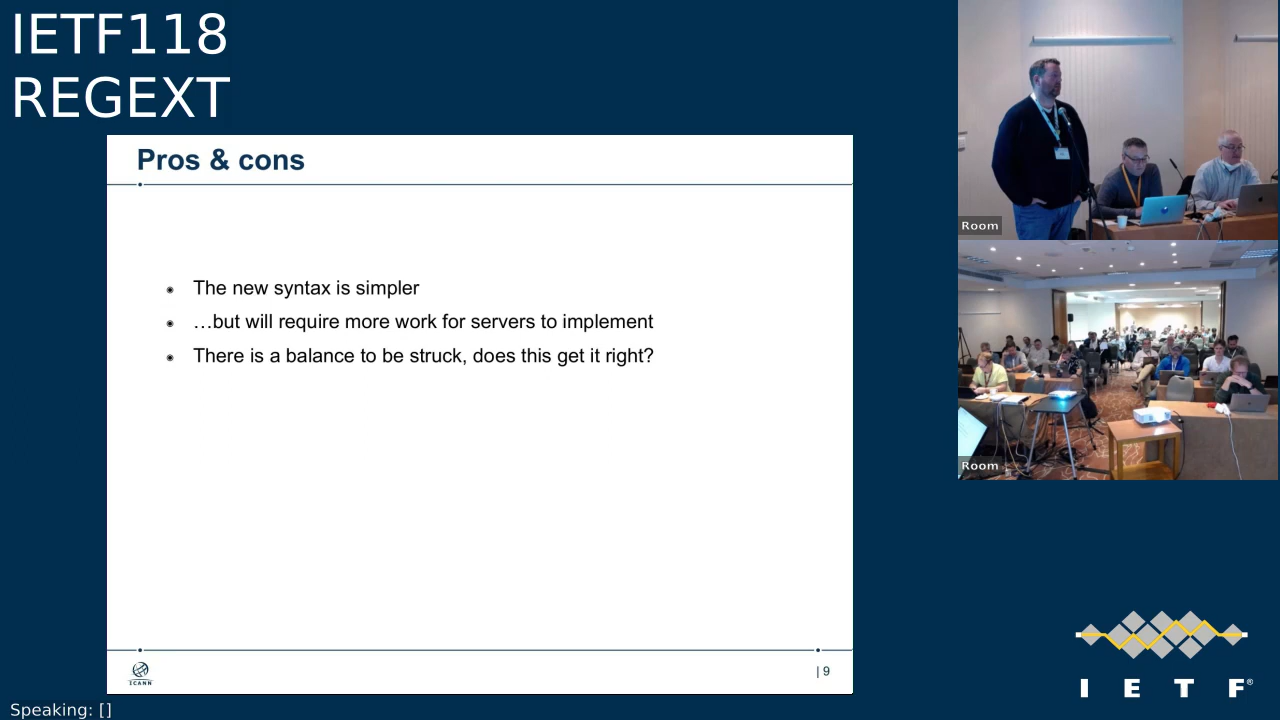 IETF118
REGEXT
Pros & cons
The new syntax is simpler
…but will require more work for servers to implement
There is a balance to be struck, does this get it right?
ICANN
| 9
Room
Room
I E T F®
Speaking: []